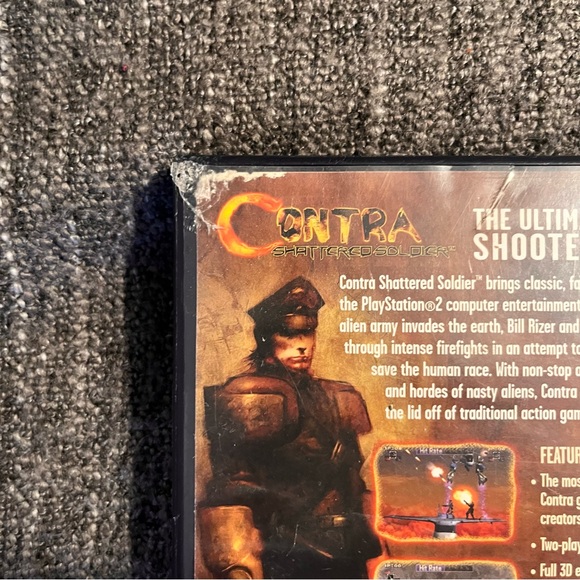 CONTRA
SHATTERED SOLDIER™
THE ULTIMA
SHOOTE
Contra Shattered Soldier™ brings classic, fa
the PlayStation®2 computer entertainment
alien army invades the earth, Bill Rizer and
through intense firefights in an attempt to
save the human race. With non-stop a
and hordes of nasty aliens, Contra
the lid off of traditional action gam
FEATUR
• The mos
Contra g
creators
• Two-play
• Full 3D e
Hit Rate
Hit Rate